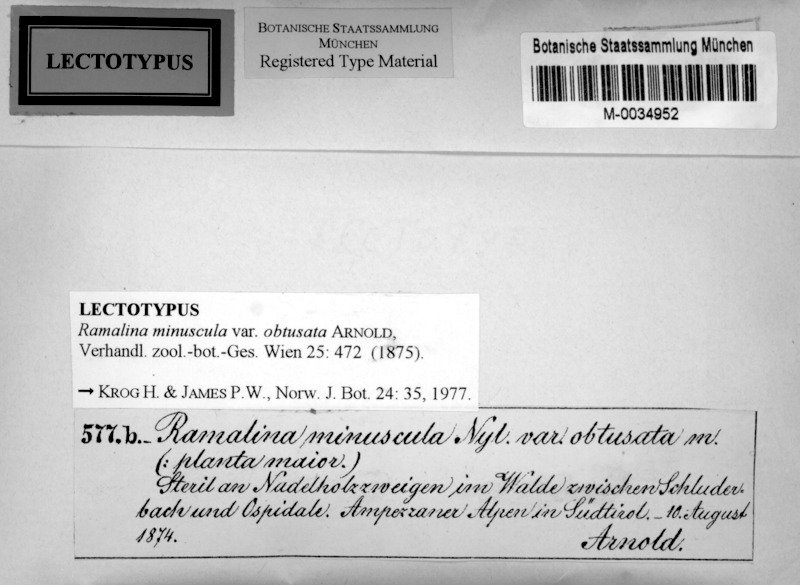 LECTOTYPUS
BOTANISCHE STAATSSAMMLUNG
MÜNCHEN
Registered Type Material
Botanische Staatssammlung München
M-0034952
LECTOTYPUS
Ramalina minuscula var. obtusata ARNOLD,
Verhandl. zool.-bot.-Ges. Wien 25: 472 (1875).
→ KROG H. & JAMES P.W., Norw. J. Bot. 24: 35, 1977.
577.b._ Ramalina minuscula Nyl. var. obtusata m.
(: planta maior.)
Steril an Nadelholzzweigen im Walde zwischen Schluder-
bach und Ospidale. Ampezzaner Alpen in Südtirol. _ 10. August
1874.
Arnold.